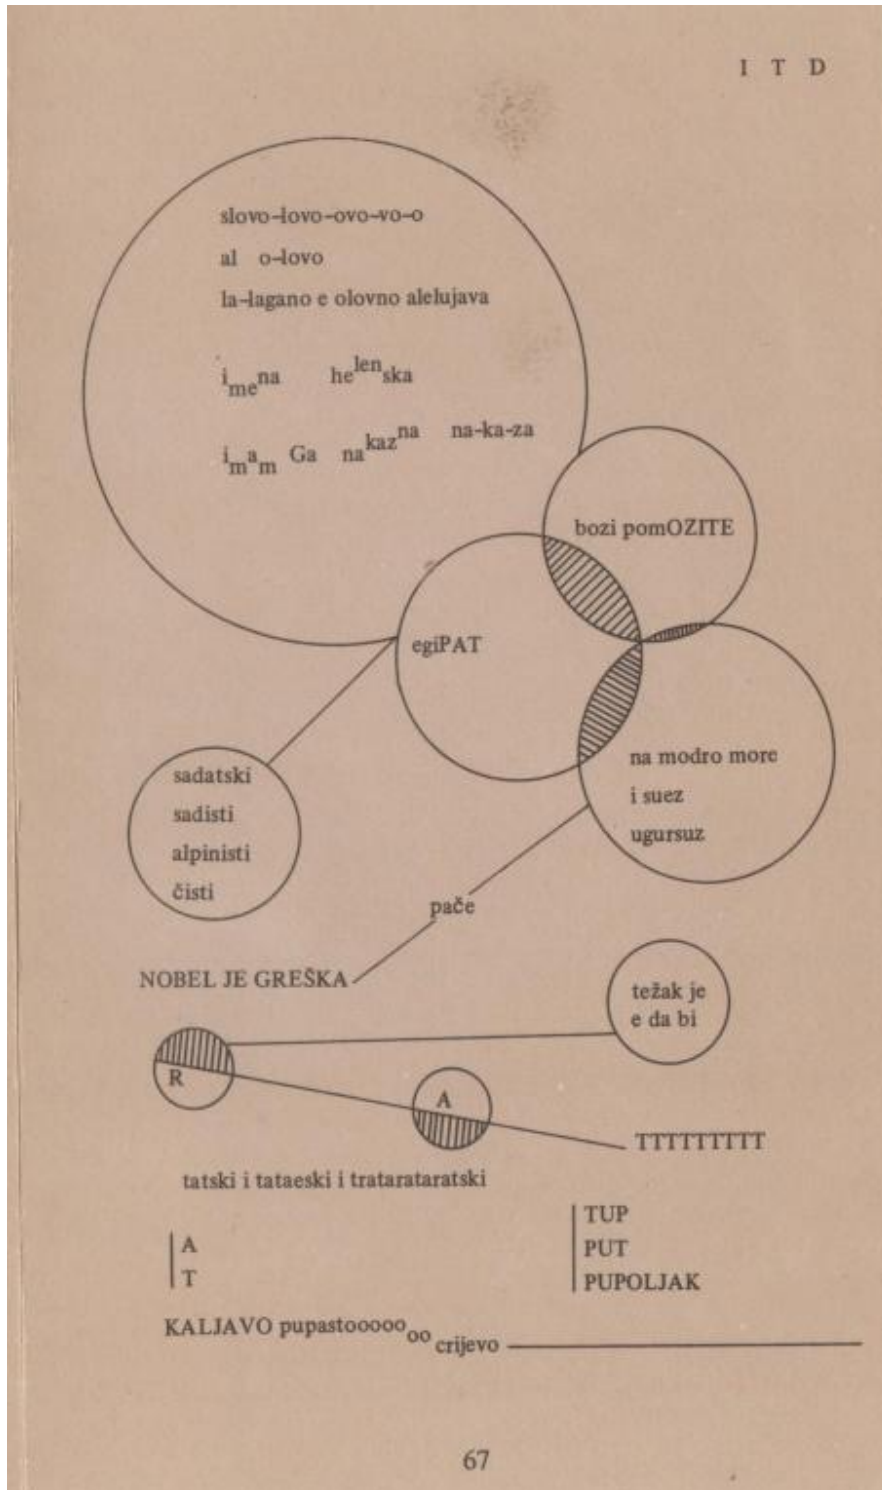 I T D
slovo-lovo-ovo-vo-o
al o-lovo
la-lagano e olovno alelujava
imena helenska
imam Ga nakazna na-ka-za
bozi pomOZITE
egiPAT
na modro more
i suez
ugursuz
sadatski
sadisti
alpinisti
čisti
pače
NOBEL JE GREŠKA
težak je
e da bi
R
A
TTTTTTTTT
tatski i tataeski i tratarataratski
A
T
TUP
PUT
PUPOLJAK
KALJAVO pupastooooooo crijevo
67